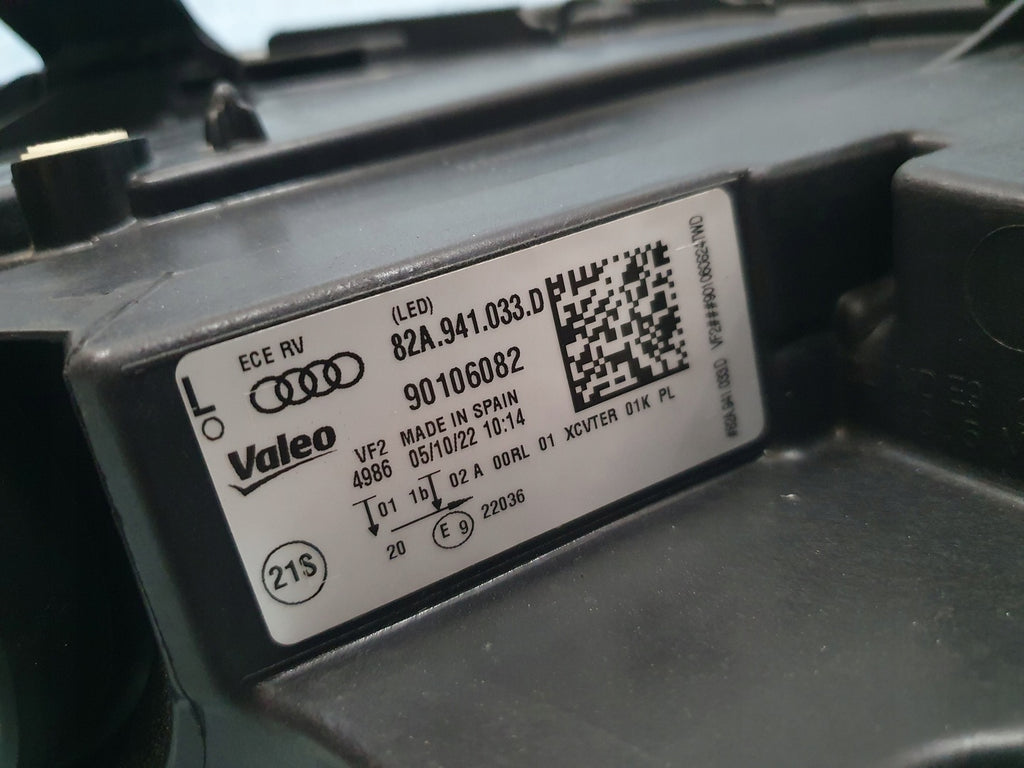 L
ECE RV
(LED)
82A.941.033.D
90106082
Valeo
VF2
4986
MADE IN SPAIN
05/10/22 10:14
01 1b 02 A 00RL 01 XCVTER 01K PL
20 E 9 22036
21S